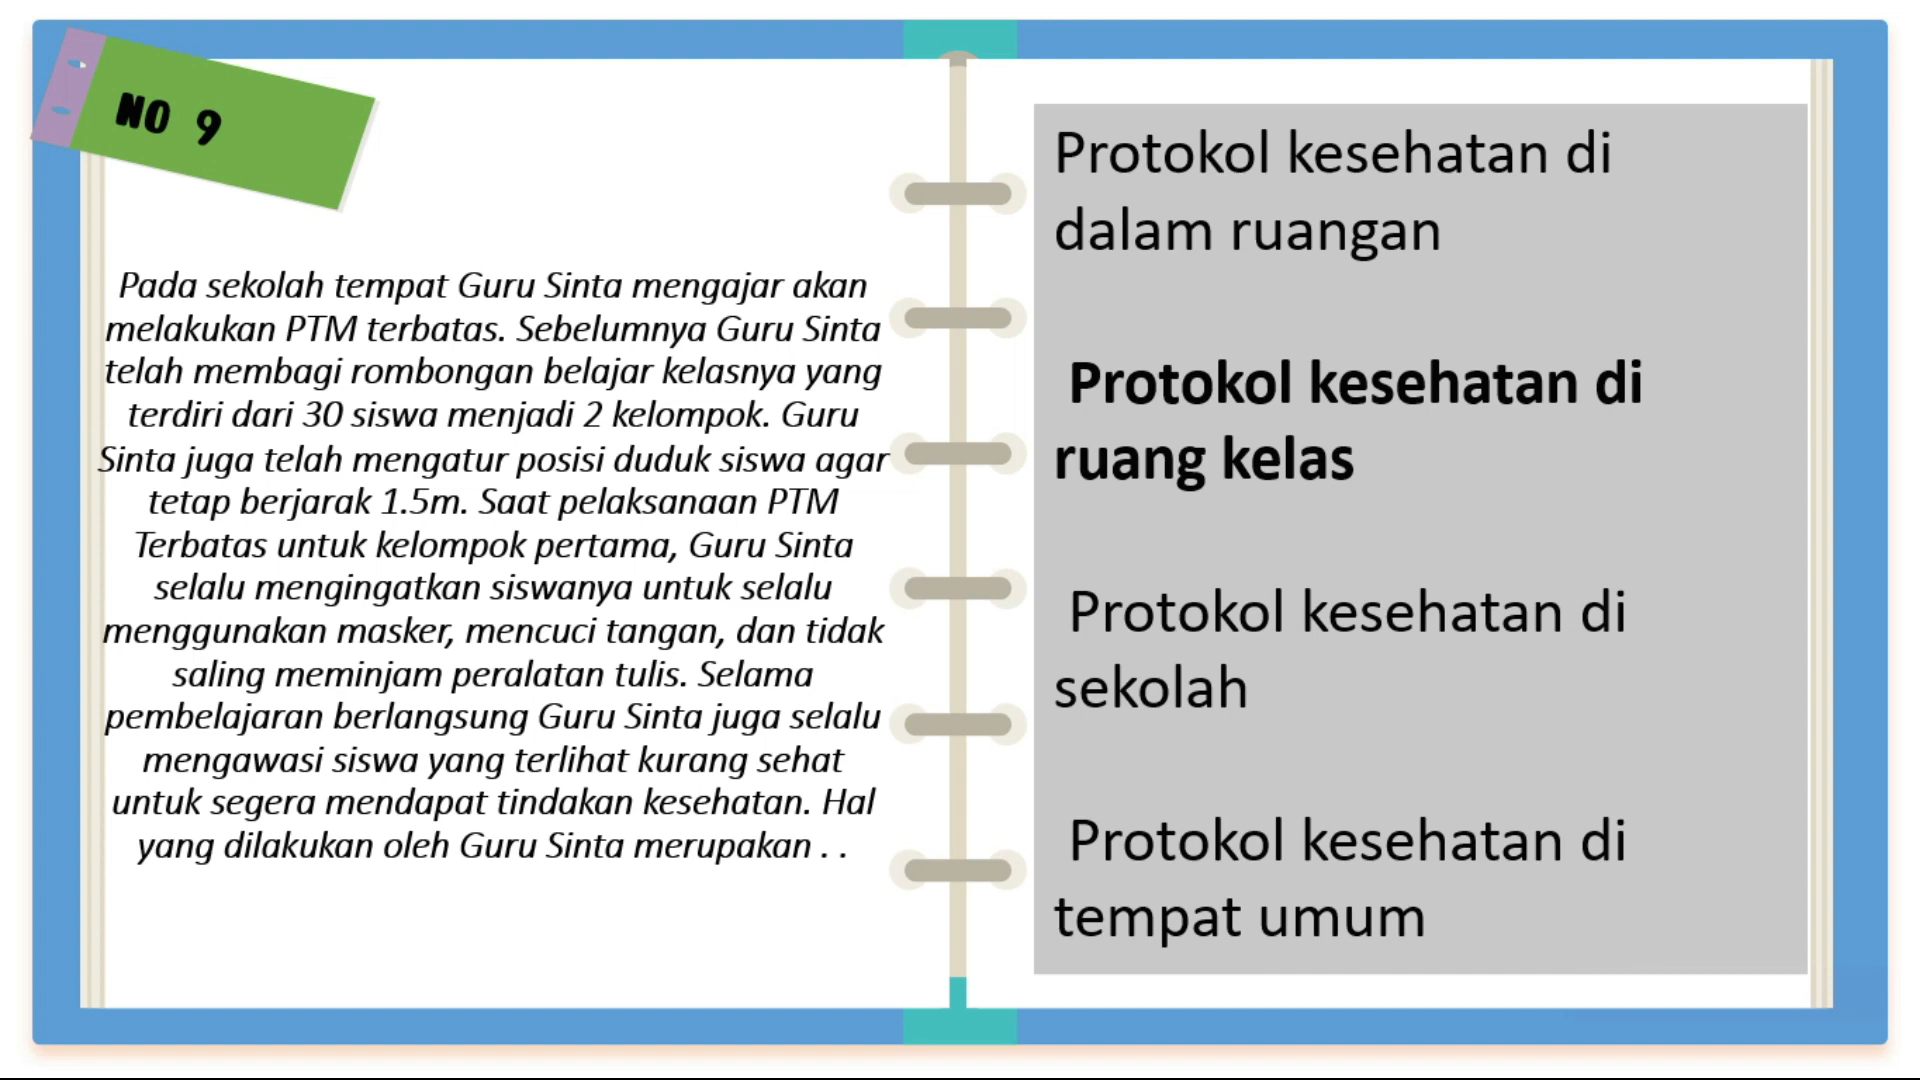 NO 9
Pada sekolah tempat Guru Sinta mengajar akan
melakukan PTM terbatas. Sebelumnya Guru Sinta
telah membagi rombongan belajar kelasnya yang
terdiri dari 30 siswa menjadi 2 kelompok. Guru
Sinta juga telah mengatur posisi duduk siswa agar
tetap berjarak 1.5m. Saat pelaksanaan PTM
Terbatas untuk kelompok pertama, Guru Sinta
selalu mengingatkan siswanya untuk selalu
menggunakan masker, mencuci tangan, dan tidak
saling meminjam peralatan tulis. Selama
pembelajaran berlangsung Guru Sinta juga selalu
mengawasi siswa yang terlihat kurang sehat
untuk segera mendapat tindakan kesehatan. Hal
yang dilakukan oleh Guru Sinta merupakan . .
Protokol kesehatan di
dalam ruangan
Protokol kesehatan di
ruang kelas
Protokol kesehatan di
sekolah
Protokol kesehatan di
tempat umum